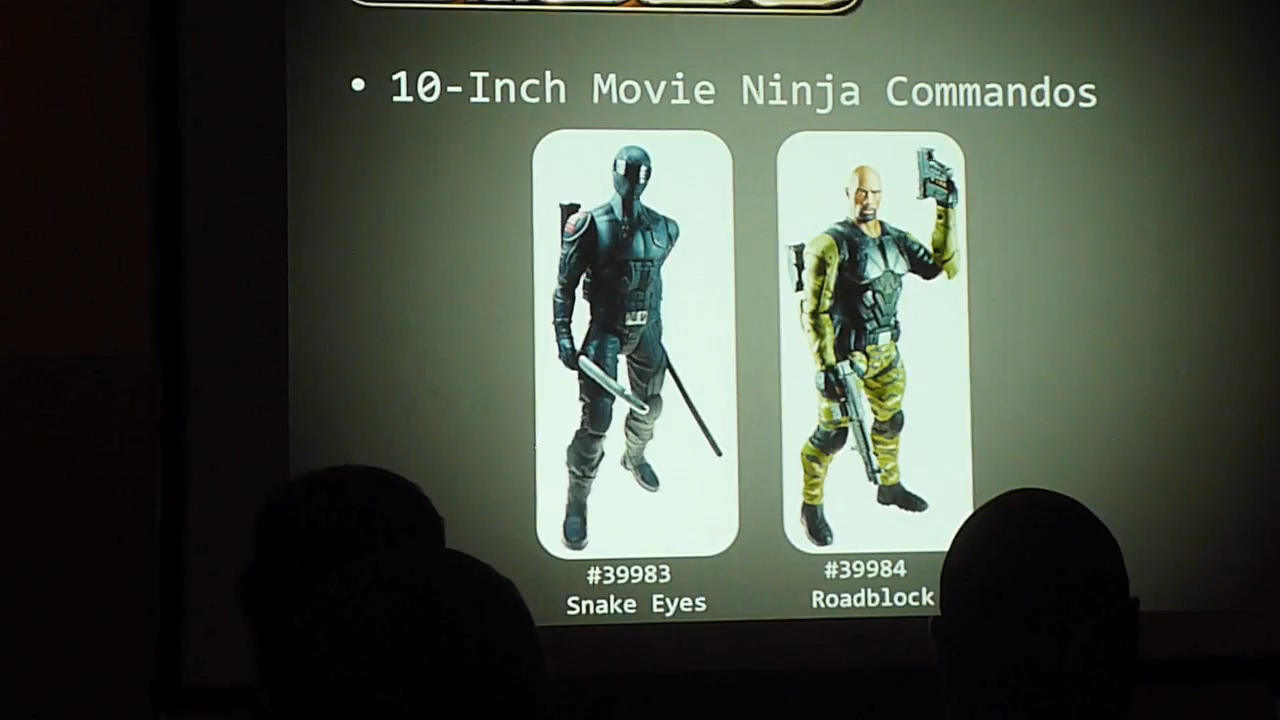 • 10-Inch Movie Ninja Commandos
#39983
Snake Eyes
#39984
Roadblock